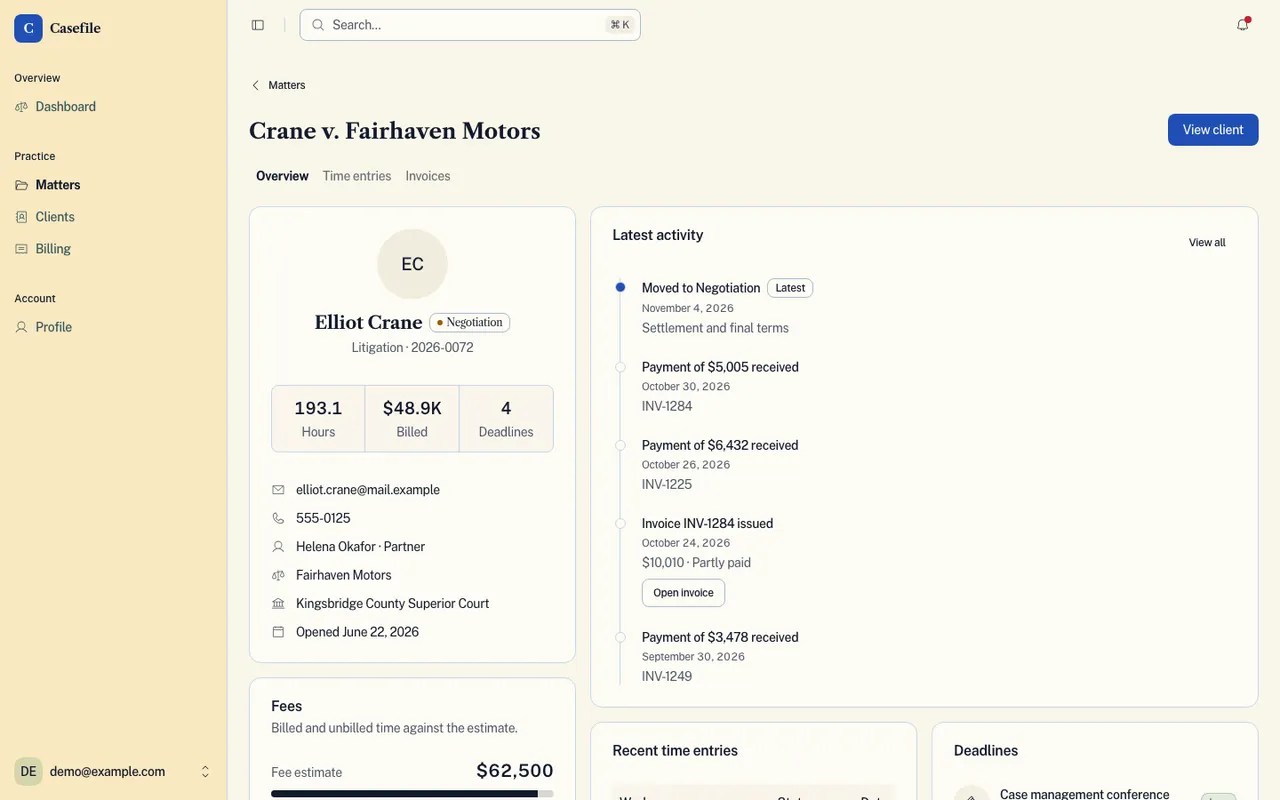 C Casefile
Search...
⌘ K
Overview
Dashboard
Practice
Matters
Clients
Billing
Account
Profile
DE demo@example.com
Matters
Crane v. Fairhaven Motors
View client
Overview Time entries Invoices
EC
Elliot Crane Negotiation
Litigation · 2026-0072
193.1 $48.9K 4
Hours Billed Deadlines
elliot.crane@mail.example
555-0125
Helena Okafor · Partner
Fairhaven Motors
Kingsbridge County Superior Court
Opened June 22, 2026
Fees
Billed and unbilled time against the estimate.
Fee estimate $62,500
Latest activity
View all
Moved to Negotiation Latest
November 4, 2026
Settlement and final terms
Payment of $5,005 received
October 30, 2026
INV-1284
Payment of $6,432 received
October 26, 2026
INV-1225
Invoice INV-1284 issued
October 24, 2026
$10,010 · Partly paid
Open invoice
Payment of $3,478 received
September 30, 2026
INV-1249
Recent time entries
Deadlines
Case management conference